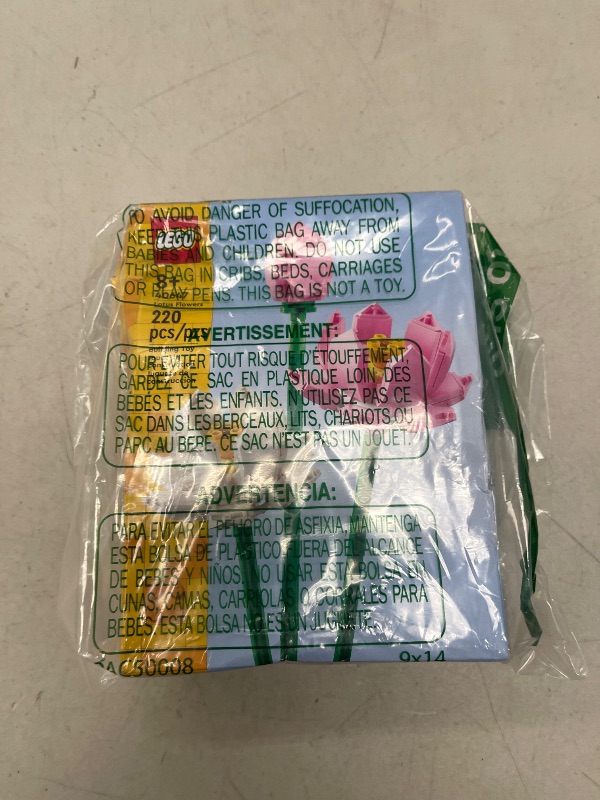 TO AVOID DANGER OF SUFFOCATION,
KEEP THIS PLASTIC BAG AWAY FROM
BABIES AND CHILDREN. DO NOT USE
THIS BAG IN CRIBS, BEDS, CARRIAGES
OR PLAY PENS. THIS BAG IS NOT A TOY.
LEGO
8+
Lotus Flowers
220
pcs/pzs
AVERTISSEMENT:
POUR EVITER TOUT RISQUE D'ÉTOUFFEMENT,
GARDEZ CE SAC EN PLASTIQUE LOIN DES
BÉBÉS ET LES ENFANTS. N'UTILISEZ PAS CE
SAC DANS LES BERCEAUX, LITS, CHARIOTS OU
PARC AU BEBE. CE SAC N'EST PAS UN JOUET.
Building Toy
ADVERTENCIA:
PARA EVITAR EL PELIGRO DE ASFIXIA, MANTENGA
ESTA BOLSA DE PLASTICO FUERA DEL ALCANCE
DE BEBES Y NIÑOS. NO USAR ESTA BOLSA EN
CUNAS, CAMAS, CARRIOLAS O CORRALES PARA
BEBES. ESTA BOLSA NO ES UN JUGUETE.
9x14